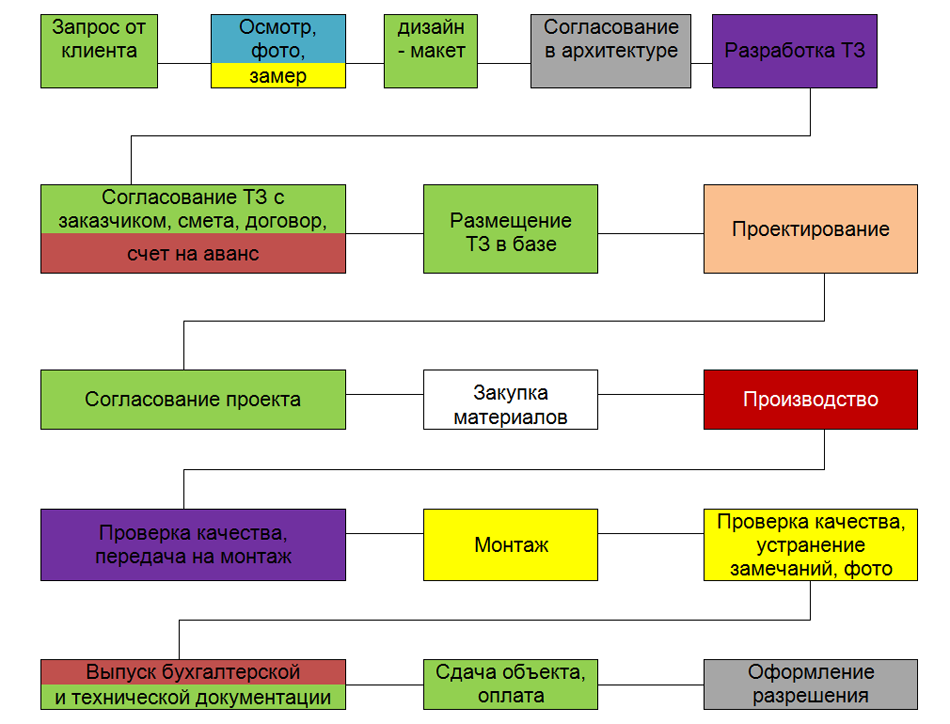 Запрос от
клиента
Осмотр,
фото,
замер
дизайн
- макет
Согласование
в архитектуре
Разработка ТЗ
Согласование ТЗ с
заказчиком, смета, договор,
счет на аванс
Размещение
ТЗ в базе
Проектирование
Согласование проекта
Закупка
материалов
Производство
Проверка качества,
передача на монтаж
Монтаж
Проверка качества,
устранение
замечаний, фото
Выпуск бухгалтерской
и технической документации
Сдача объекта,
оплата
Оформление
разрешения